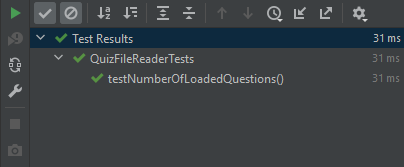 Test Results 31 ms
QuizFileReaderTests 31 ms
testNumberOfLoadedQuestions() 31 ms